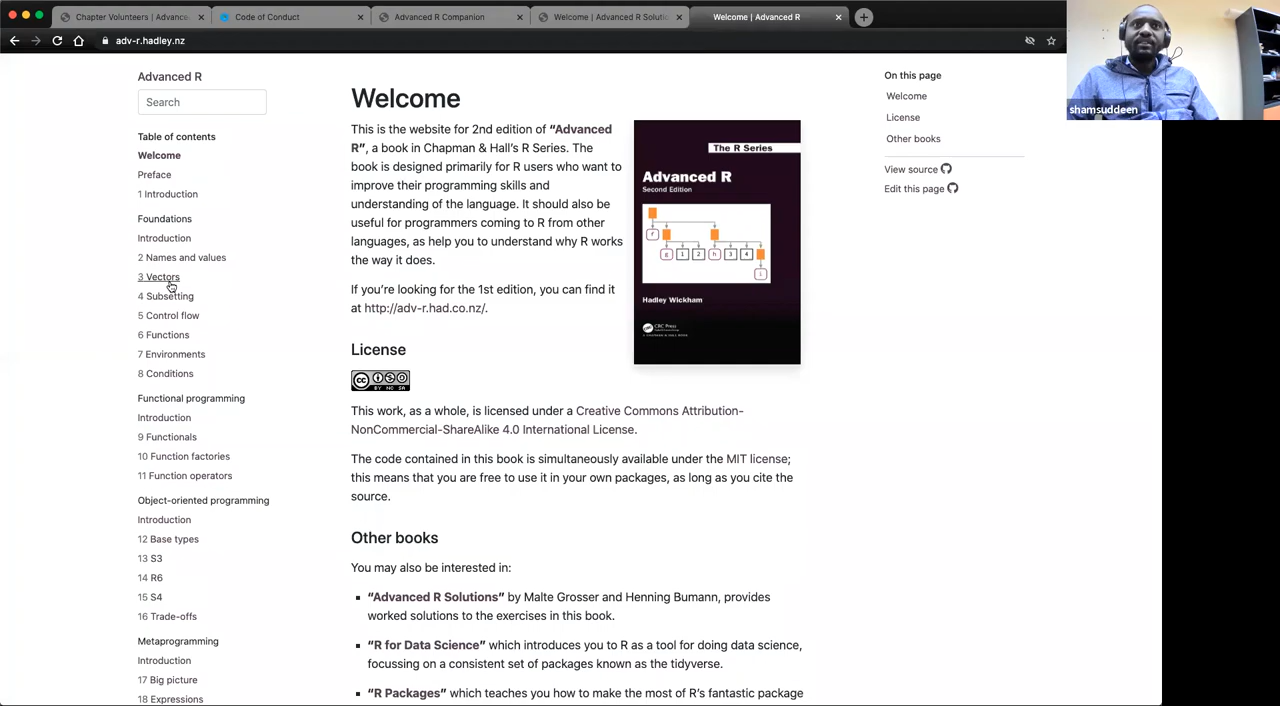 Chapter Volunteers / Advance
Code of Conduct
Advanced R Companion
Welcome | Advanced R Soluti
Welcome | Advanced R
adv-r.hadley.nz
shamsuddeen
Advanced R
Search
Table of contents
Welcome
Preface
1 Introduction
Foundations
Introduction
2 Names and values
3 Vectors
4 Subsetting
5 Control flow
6 Functions
7 Environments
8 Conditions
Functional programming
Introduction
9 Functionals
10 Function factories
11 Function operators
Object-oriented programming
Introduction
12 Base types
13 S3
14 R6
15 S4
16 Trade-offs
Metaprogramming
Introduction
17 Big picture
18 Expressions
Welcome
This is the website for 2nd edition of “Advanced
R”, a book in Chapman & Hall’s R Series. The
book is designed primarily for R users who want to
improve their programming skills and
understanding of the language. It should also be
useful for programmers coming to R from other
languages, as help you to understand why R works
the way it does.
If you’re looking for the 1st edition, you can find it
at http://adv-r.had.co.nz/.
The R Series
Advanced R
Second Edition
f
g 1 2 h 3 4
i
Hadley Wickham
CRC Press
License
cc
BY NC SA
This work, as a whole, is licensed under a Creative Commons Attribution-
NonCommercial-ShareAlike 4.0 International License.
The code contained in this book is simultaneously available under the MIT license;
this means that you are free to use it in your own packages, as long as you cite the
source.
Other books
You may also be interested in:
“Advanced R Solutions” by Malte Grosser and Henning Bumann, provides
worked solutions to the exercises in this book.
“R for Data Science” which introduces you to R as a tool for doing data science,
focussing on a consistent set of packages known as the tidyverse.
“R Packages” which teaches you how to make the most of R’s fantastic package
On this page
Welcome
License
Other books
View source
Edit this page